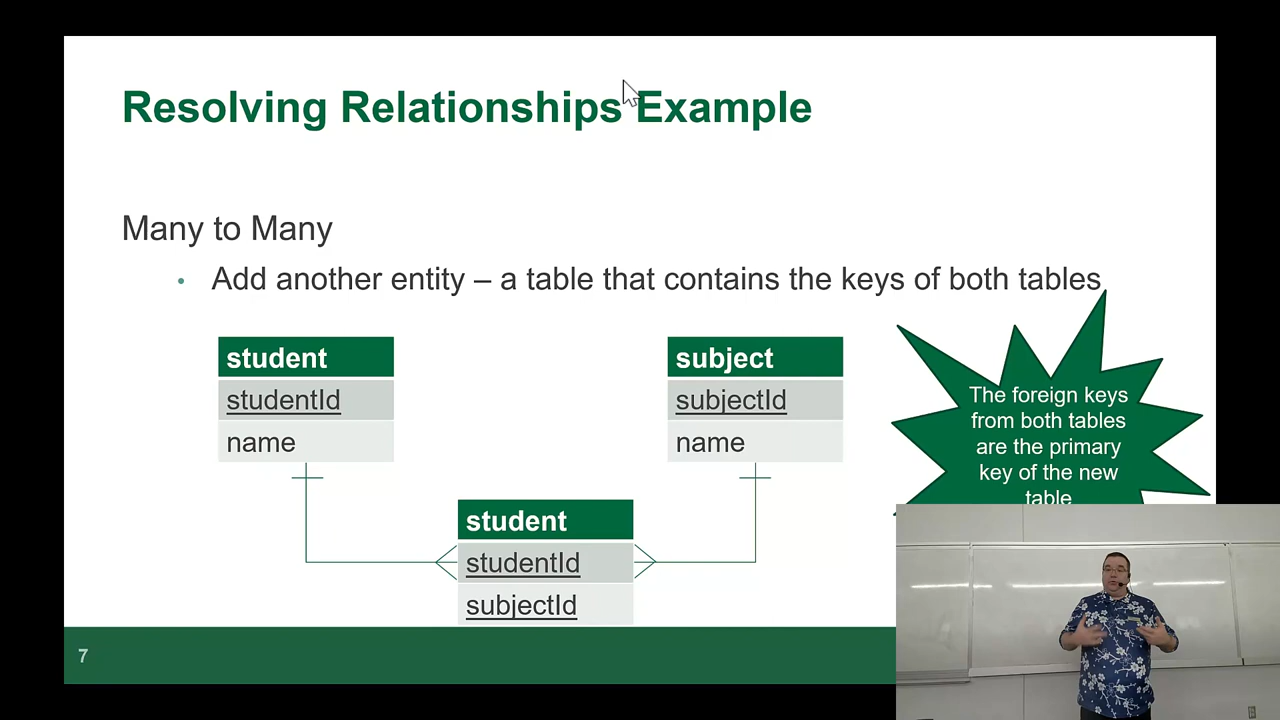 Resolving Relationships Example
Many to Many
• Add another entity – a table that contains the keys of both tables
student
studentId
name
subject
subjectId
name
The foreign keys
from both tables
are the primary
key of the new
table
student
studentId
subjectId
7